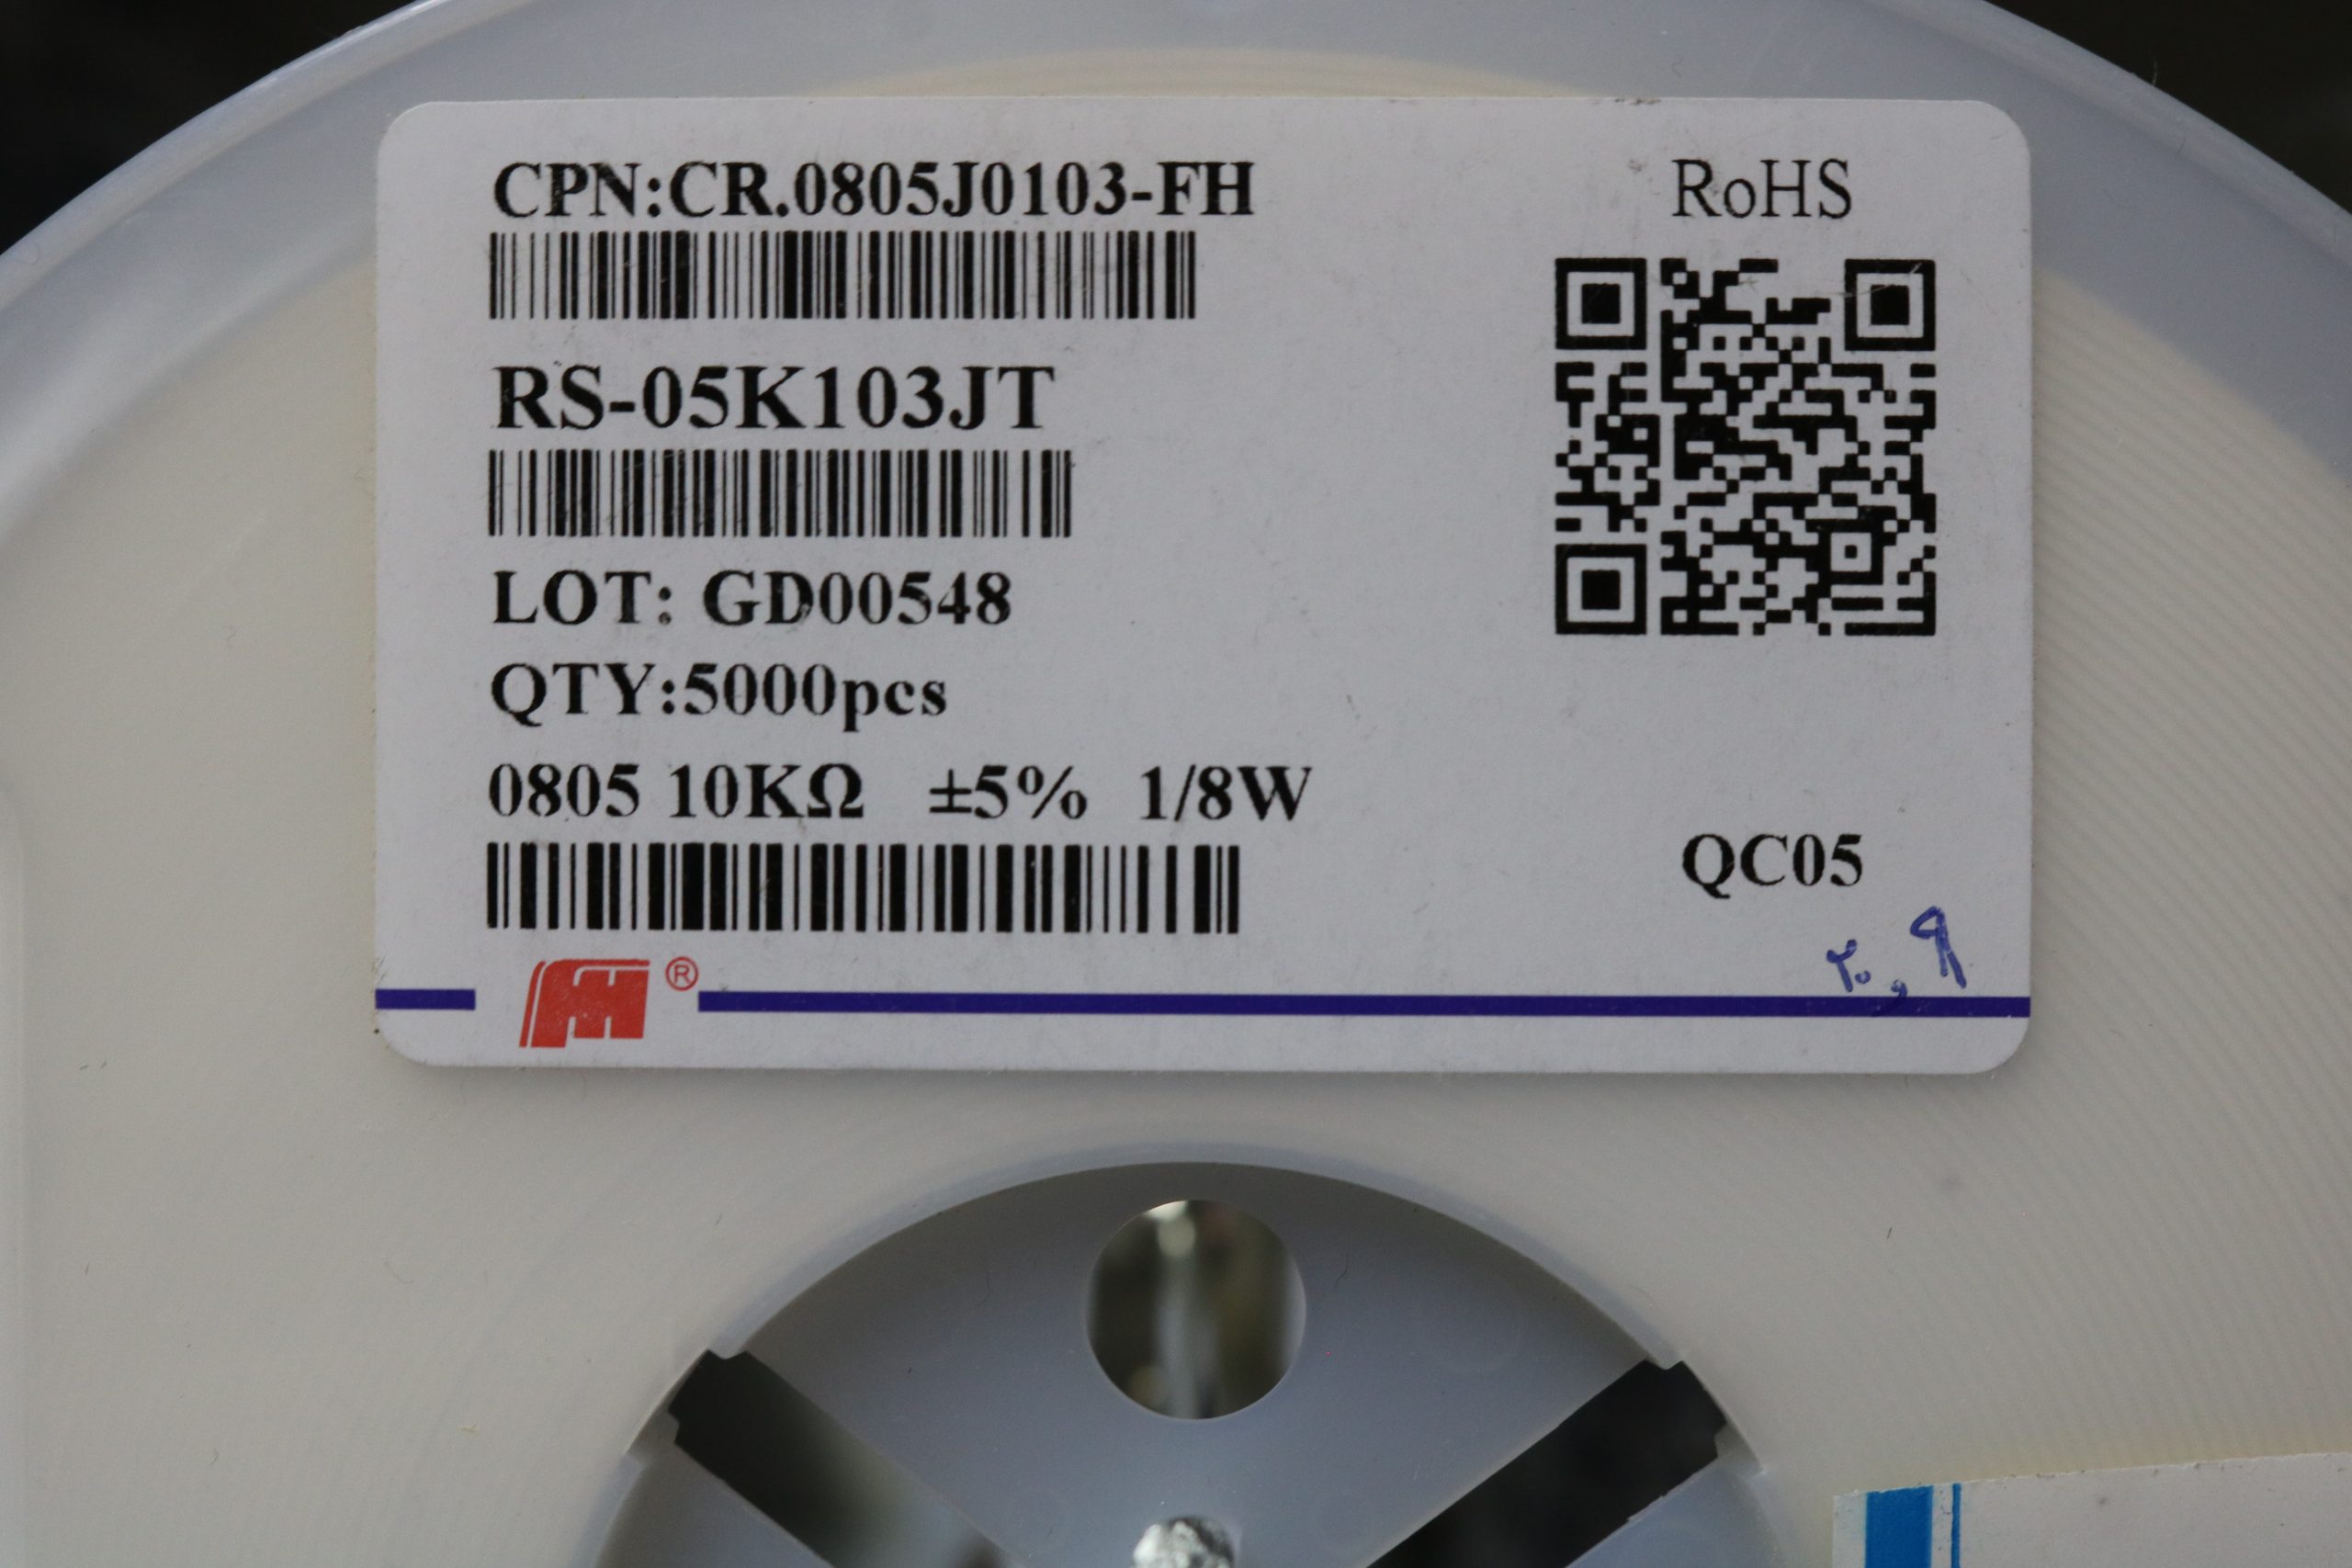 CPN:CR.0805J0103-FH
RoHS
RS-05K103JT
LOT: GD00548
QTY:5000pcs
0805 10KΩ ±5% 1/8W
QC05
®